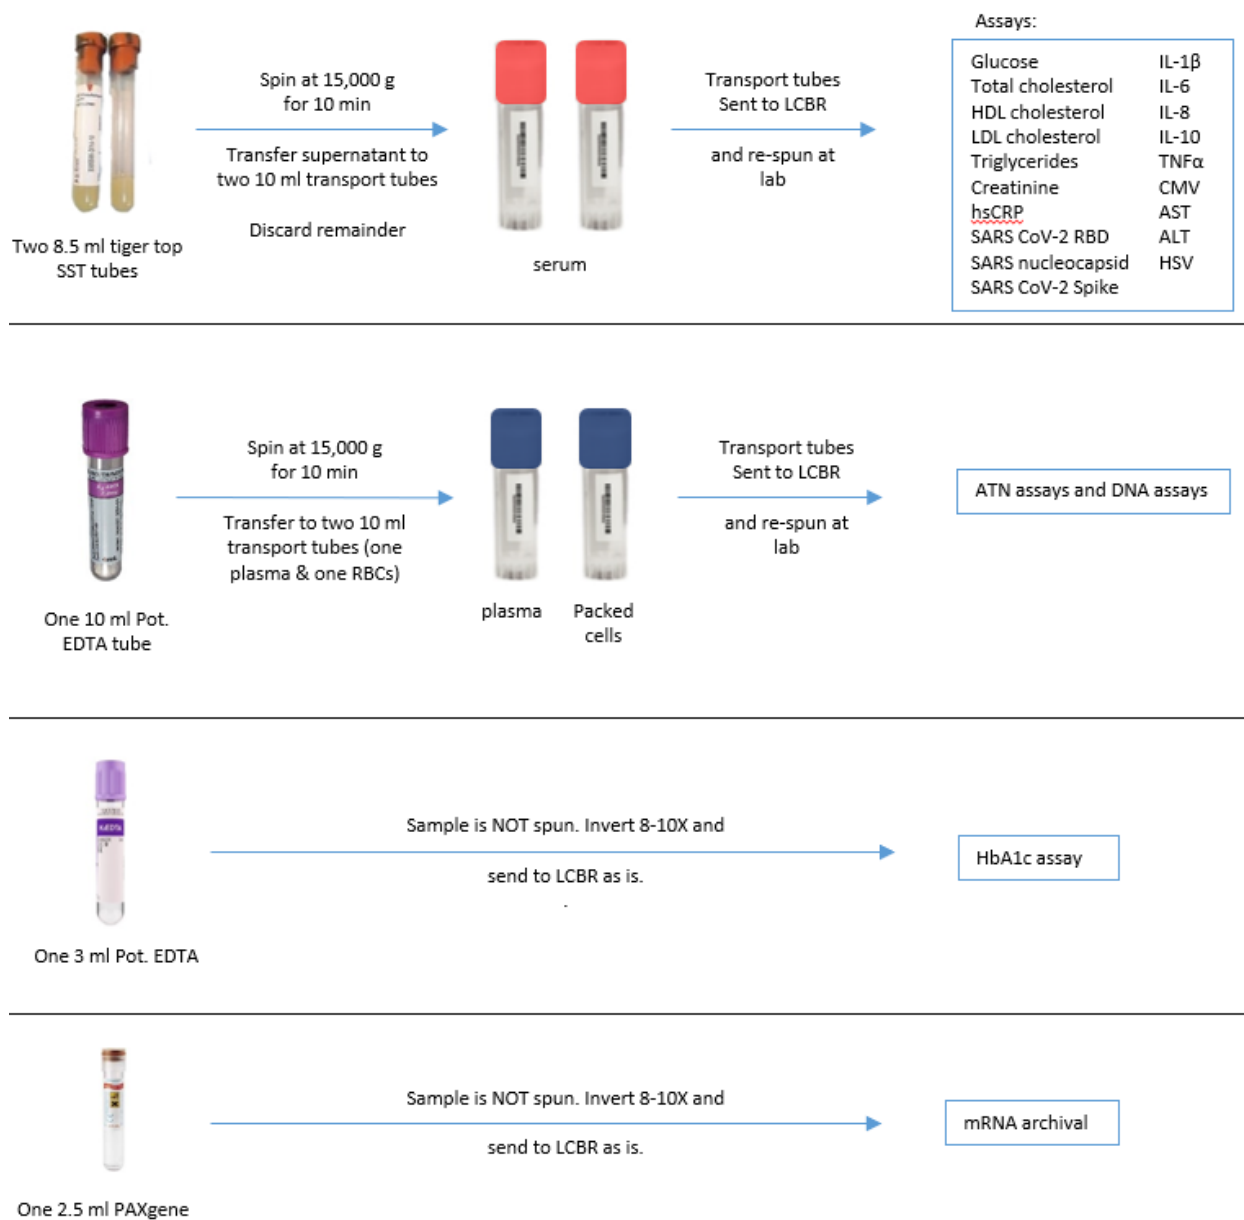 Assays:
Spin at 15,000 g
for 10 min
Transfer supernatant to
two 10 ml transport tubes
Discard remainder
Two 8.5 ml tiger top
SST tubes
serum
Transport tubes
Sent to LCBR
and re-spun at
lab
Glucose
Total cholesterol
HDL cholesterol
LDL cholesterol
Triglycerides
Creatinine
hsCRP
SARS CoV-2 RBD
SARS nucleocapsid
SARS CoV-2 Spike
IL-1β
IL-6
IL-8
IL-10
TNFα
CMV
AST
ALT
HSV
One 10 ml Pot.
EDTA tube
Spin at 15,000 g
for 10 min
Transfer to two 10 ml
transport tubes (one
plasma & one RBCs)
plasma
Packed
cells
Transport tubes
Sent to LCBR
and re-spun at
lab
ATN assays and DNA assays
One 3 ml Pot. EDTA
Sample is NOT spun. Invert 8-10X and
send to LCBR as is.
.
HbA1c assay
One 2.5 ml PAXgene
Sample is NOT spun. Invert 8-10X and
send to LCBR as is.
mRNA archival